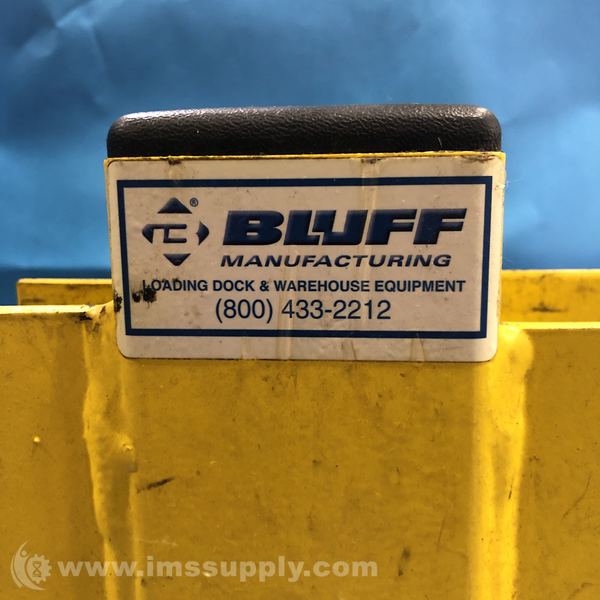 ® BLUFF
MANUFACTURING
LOADING DOCK & WAREHOUSE EQUIPMENT
(800) 433-2212
www.imssupply.com